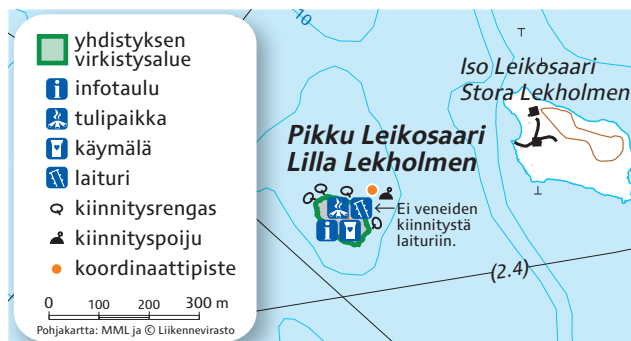 yhdistyksen
virkistysalue
infotaulu
tulipaikka
käymälä
laituri
kiinnitysrengas
kiinnityspoiju
koordinaattipiste
0 100 200 300 m
Pohjakartta: MML ja © Liikennevirasto
10
Iso Leikosaari
Stora Lekholmen
Pikku Leikosaari
Lilla Lekholmen
Ei veneiden
kiinnitystä
laituriin.
(2.4)